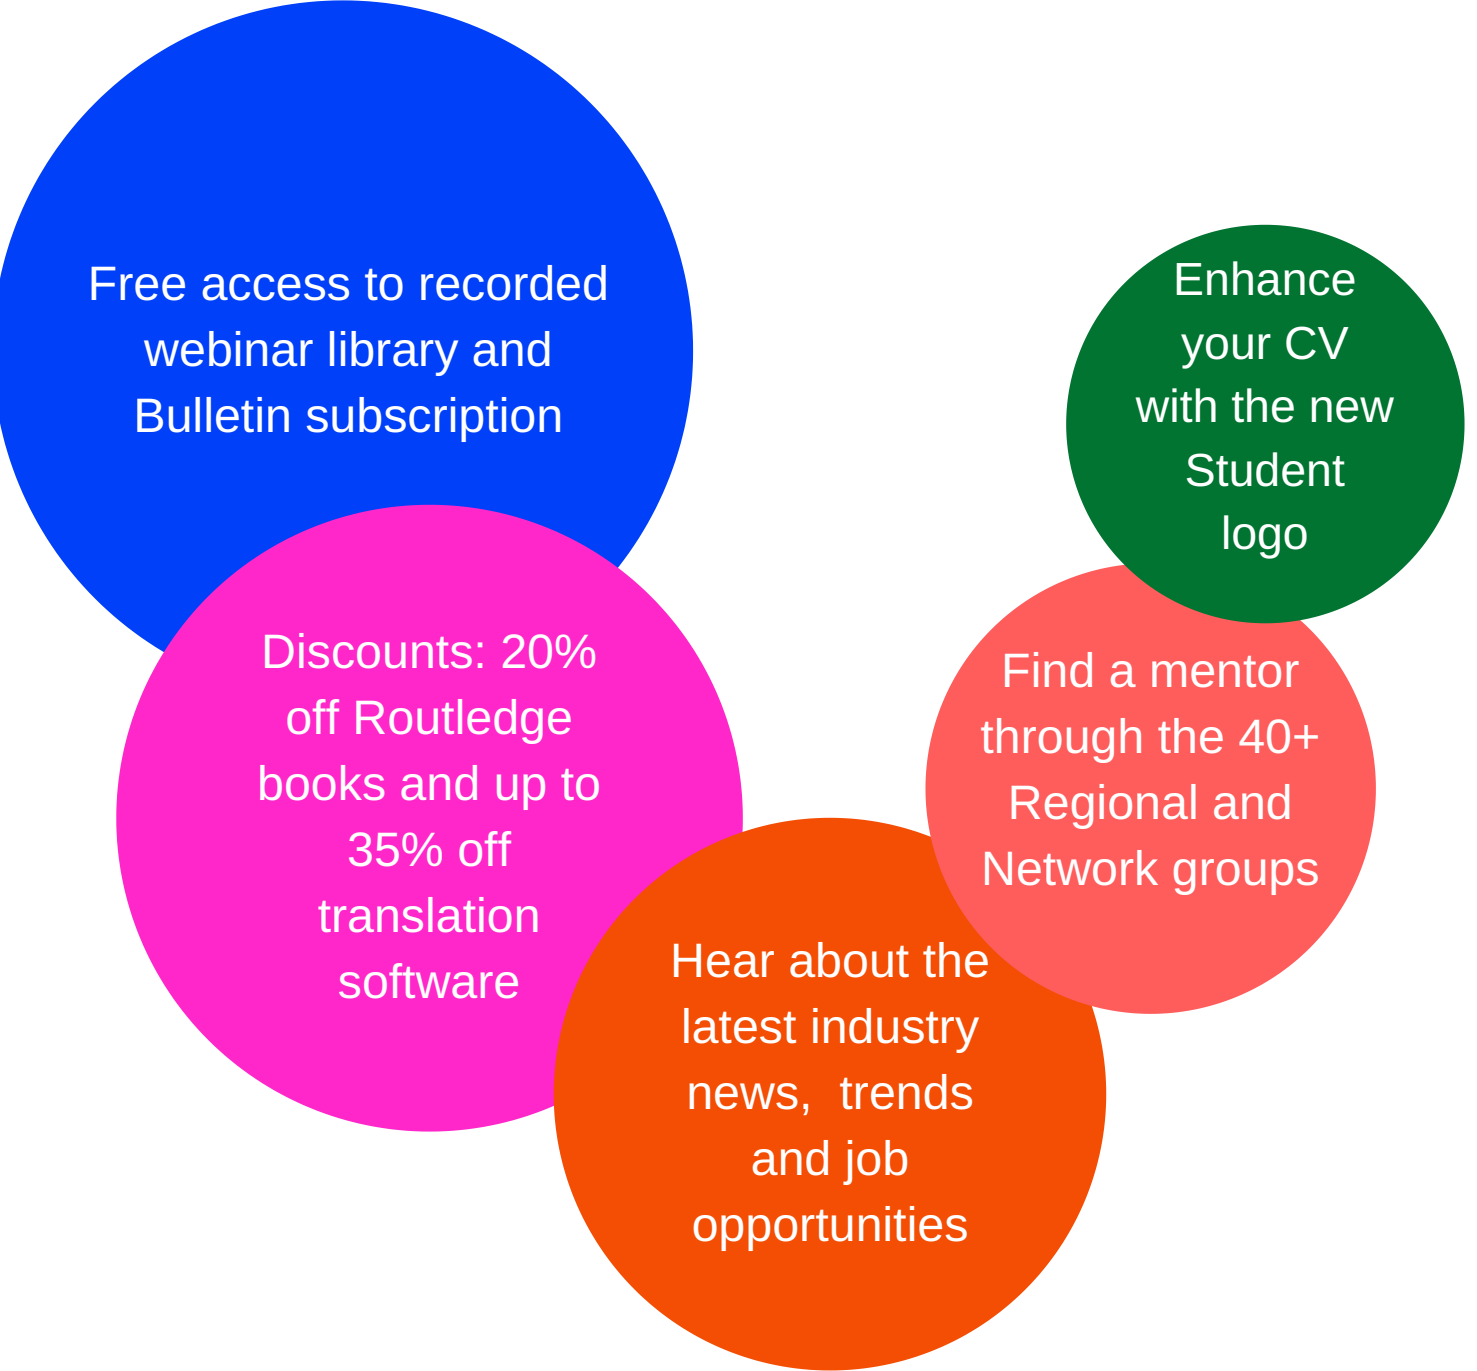 Free access to recorded
webinar library and
Bulletin subscription
Discounts: 20%
off Routledge
books and up to
35% off
translation
software
Hear about the
latest industry
news,  trends
and job
opportunities
Find a mentor
through the 40+
Regional and
Network groups
Enhance
your CV
with the new
Student
logo